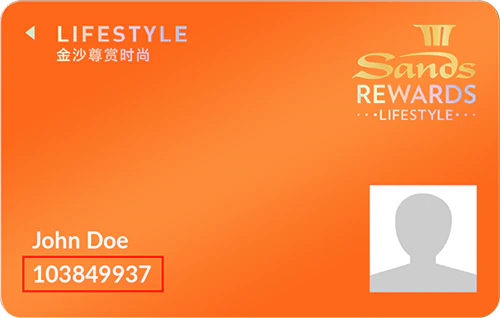 LIFESTYLE
金沙尊赏时尚
Sands
REWARDS
···LIFESTYLE···
John Doe
103849937